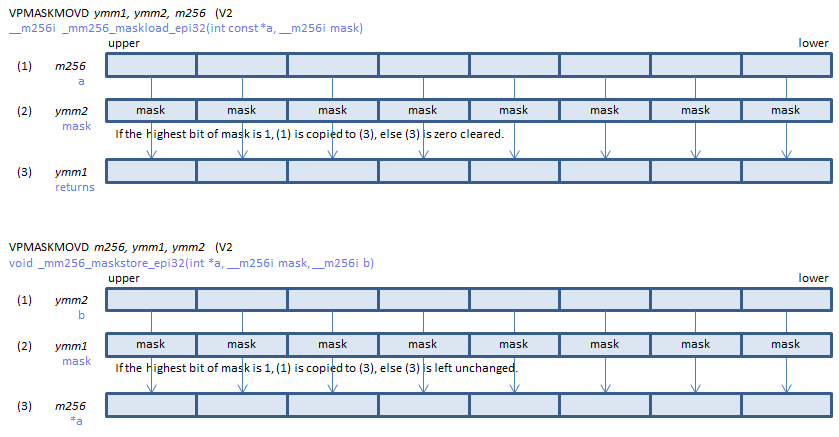 VPMASKMOVD ymm1, ymm2, m256 (V2
__m256i _mm256_maskload_epi32(int const *a, __m256i mask)
upper lower
(1) m256
a
(2) ymm2 mask mask mask mask mask mask mask mask
mask
If the highest bit of mask is 1, (1) is copied to (3), else (3) is zero cleared.
(3) ymm1
returns
VPMASKMOVD m256, ymm1, ymm2 (V2
void _mm256_maskstore_epi32(int *a, __m256i mask, __m256i b)
upper lower
(1) ymm2
b
(2) ymm1 mask mask mask mask mask mask mask mask
mask
If the highest bit of mask is 1, (1) is copied to (3), else (3) is left unchanged.
(3) m256
*a